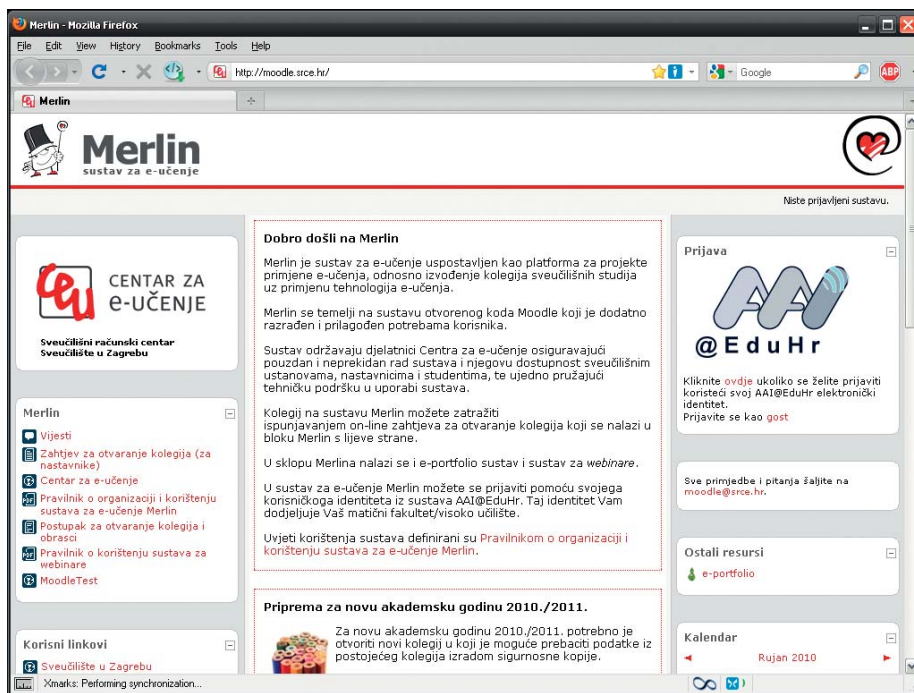 Merlin - Mozilla Firefox
File Edit View History Bookmarks Tools Help
http://moodle.srce.hr/
Google
ABP
Merlin
Merlin
sustav za e-učenje
Niste prijavljeni sustavu.
ceu
CENTAR ZA
e-UČENJE
Sveučilišni računski centar
Sveučilište u Zagrebu
Merlin
Vijesti
Zahtjev za otvaranje kolegija (za
nastavnike)
Centar za e-učenje
Pravilnik o organizaciji i korištenju
sustava za e-učenje Merlin
Postupak za otvaranje kolegija i
obrasci
Pravilnik o korištenju sustava za
webinare
MoodleTest
Korisni linkovi
Sveučilište u Zagrebu
Dobro došli na Merlin
Merlin je sustav za e-učenje uspostavljen kao platforma za projekte
primjene e-učenja, odnosno izvođenje kolegija sveučilišnih studija
uz primjenu tehnologija e-učenja.
Merlin se temelji na sustavu otvorenog koda Moodle koji je dodatno
razrađen i prilagođen potrebama korisnika.
Sustav održavaju djelatnici Centra za e-učenje osiguravajući
pouzdan i neprekidan rad sustava i njegovu dostupnost sveučilišnim
ustanovama, nastavnicima i studentima, te ujedno pružajući
tehničku podršku u uporabi sustava.
Kolegij na sustavu Merlin možete zatražiti
ispunjavanjem on-line zahtjeva za otvaranje kolegija koji se nalazi u
bloku Merlin s lijeve strane.
U sklopu Merlina nalazi se i e-portfolio sustav i sustav za webinare.
U sustav za e-učenje Merlin možete se prijaviti pomoću svojega
korisničkoga identiteta iz sustava AAI@EduHr. Taj identitet Vam
dodjeljuje Vaš matični fakultet/visoko učilište.
Uvjeti korištenja sustava definirani su Pravilnikom o organizaciji i
korištenju sustava za e-učenje Merlin.
Priprema za novu akademsku godinu 2010./2011.
Za novu akademsku godinu 2010./2011. potrebno je
otvoriti novi kolegij u koji je moguće prebaciti podatke iz
postojećeg kolegija izradom sigurnosne kopije.
Prijava
AAI
@EduHr
Kliknite ovdje ukoliko se želite prijaviti
koristeći svoj AAI@EduHr elektronički
identitet.
Prijavite se kao gost
Sve primjedbe i pitanja šaljite na
moodle@srce.hr.
Ostali resursi
e-portfolio
Kalendar
Rujan 2010
Xmarks: Performing synchronization...